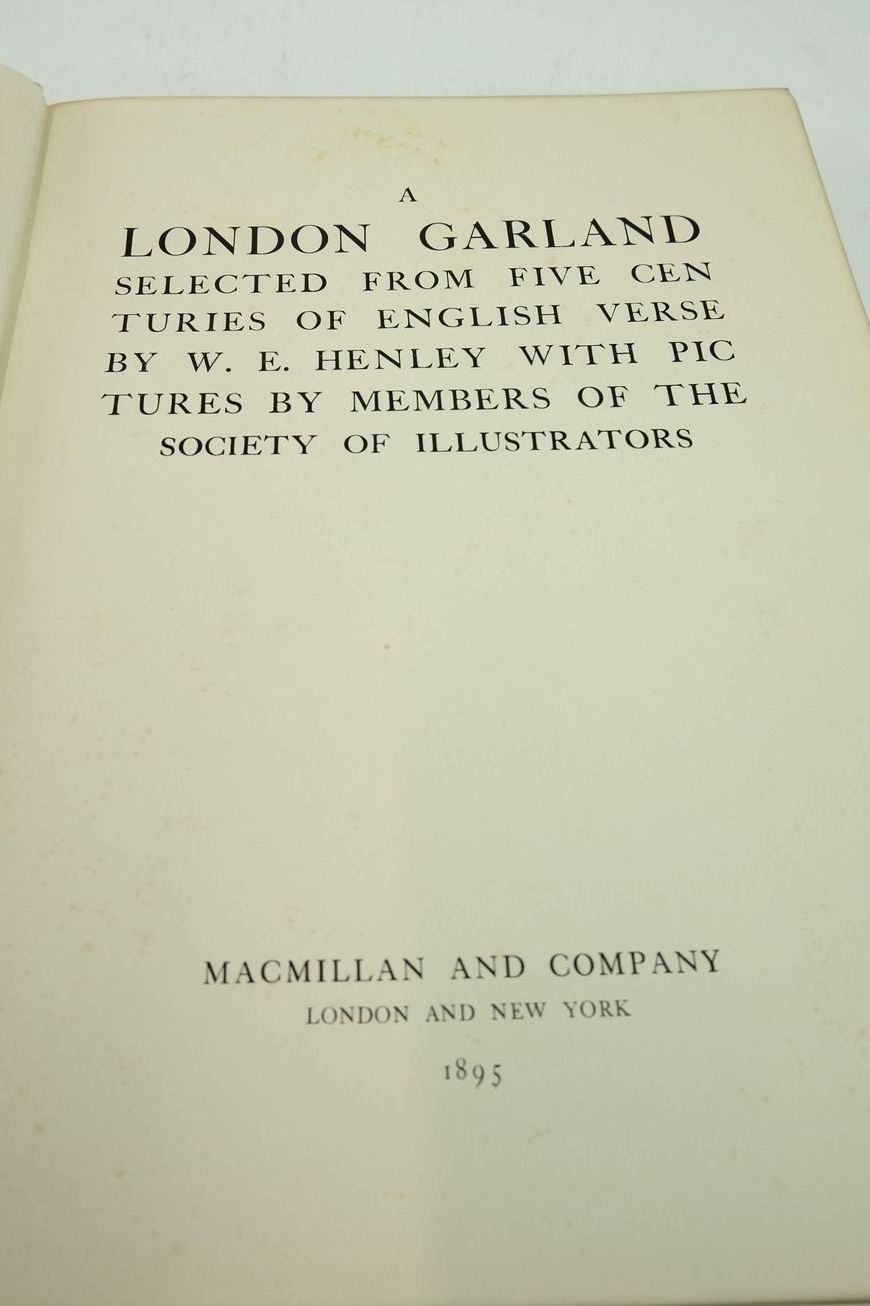 A
LONDON GARLAND
SELECTED FROM FIVE CEN
TURIES OF ENGLISH VERSE
BY W. E. HENLEY WITH PIC
TURES BY MEMBERS OF THE
SOCIETY OF ILLUSTRATORS
MACMILLAN AND COMPANY
LONDON AND NEW YORK
1895